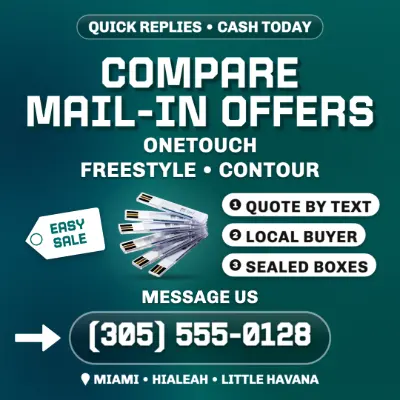 QUICK REPLIES • CASH TODAY
COMPARE
MAIL-IN OFFERS
ONETOUCH
FREESTYLE • CONTOUR
EASY
SALE
1 QUOTE BY TEXT
2 LOCAL BUYER
3 SEALED BOXES
MESSAGE US
(305) 555-0128
MIAMI • HIALEAH • LITTLE HAVANA